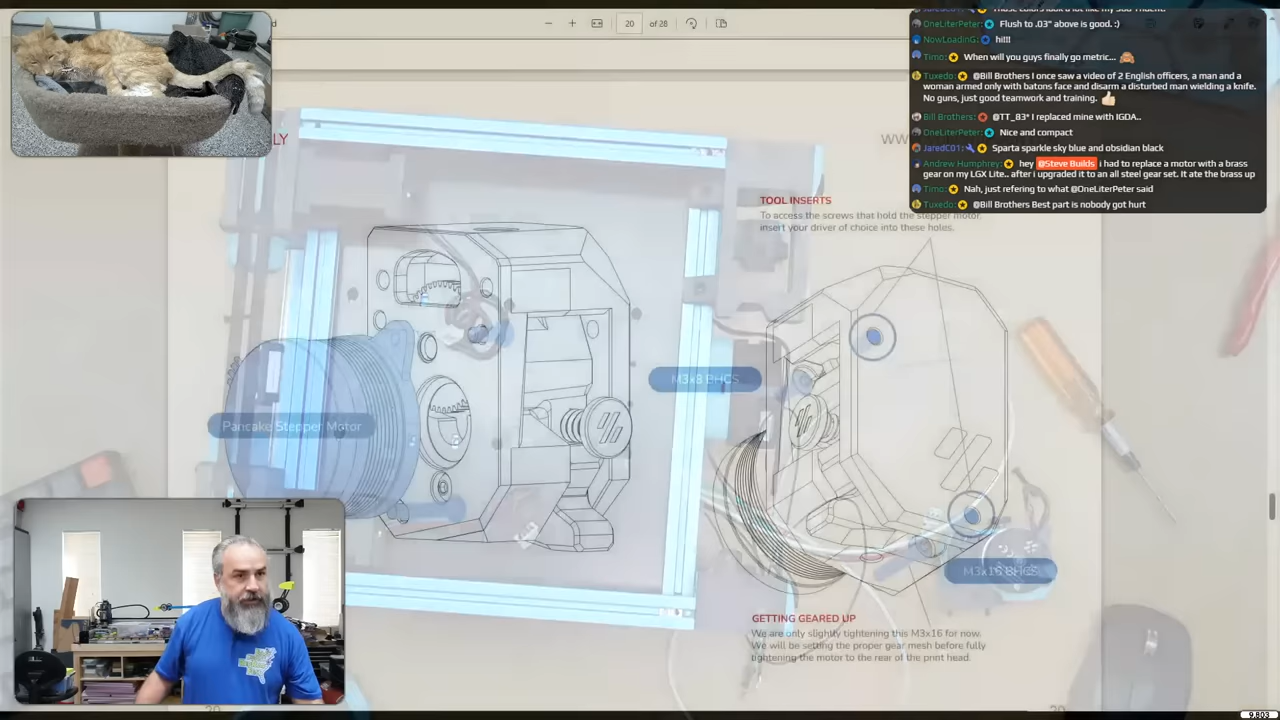 20 of 28
LY
WW
TOOL INSERTS
To access the screws that hold the stepper motor,
insert your driver of choice into these holes.
M3x8 BHCS
Pancake Stepper Motor
M3x16 BHCS
GETTING GEARED UP
We are only slightly tightening this M3x16 for now.
We will be setting the proper gear mesh before fully
tightening the motor to the rear of the print head.
OneLiterPeter: Flush to .03" above is good. :)
NowLoadinG: hi!!!
Timo: When will you guys finally go metric...
Tuxedo: @Bill Brothers I once saw a video of 2 English officers, a man and a
woman armed only with batons face and disarm a disturbed man wielding a knife.
No guns, just good teamwork and training.
Bill Brothers: @TT_83* I replaced mine with IGDA..
OneLiterPeter: Nice and compact
JaredC01: Sparta sparkle sky blue and obsidian black
Andrew Humphrey: hey @Steve Builds i had to replace a motor with a brass
gear on my LGX Lite.. after i upgraded it to an all steel gear set. It ate the brass up
Timo: Nah, just refering to what @OneLiterPeter said
Tuxedo: @Bill Brothers Best part is nobody got hurt
9,803